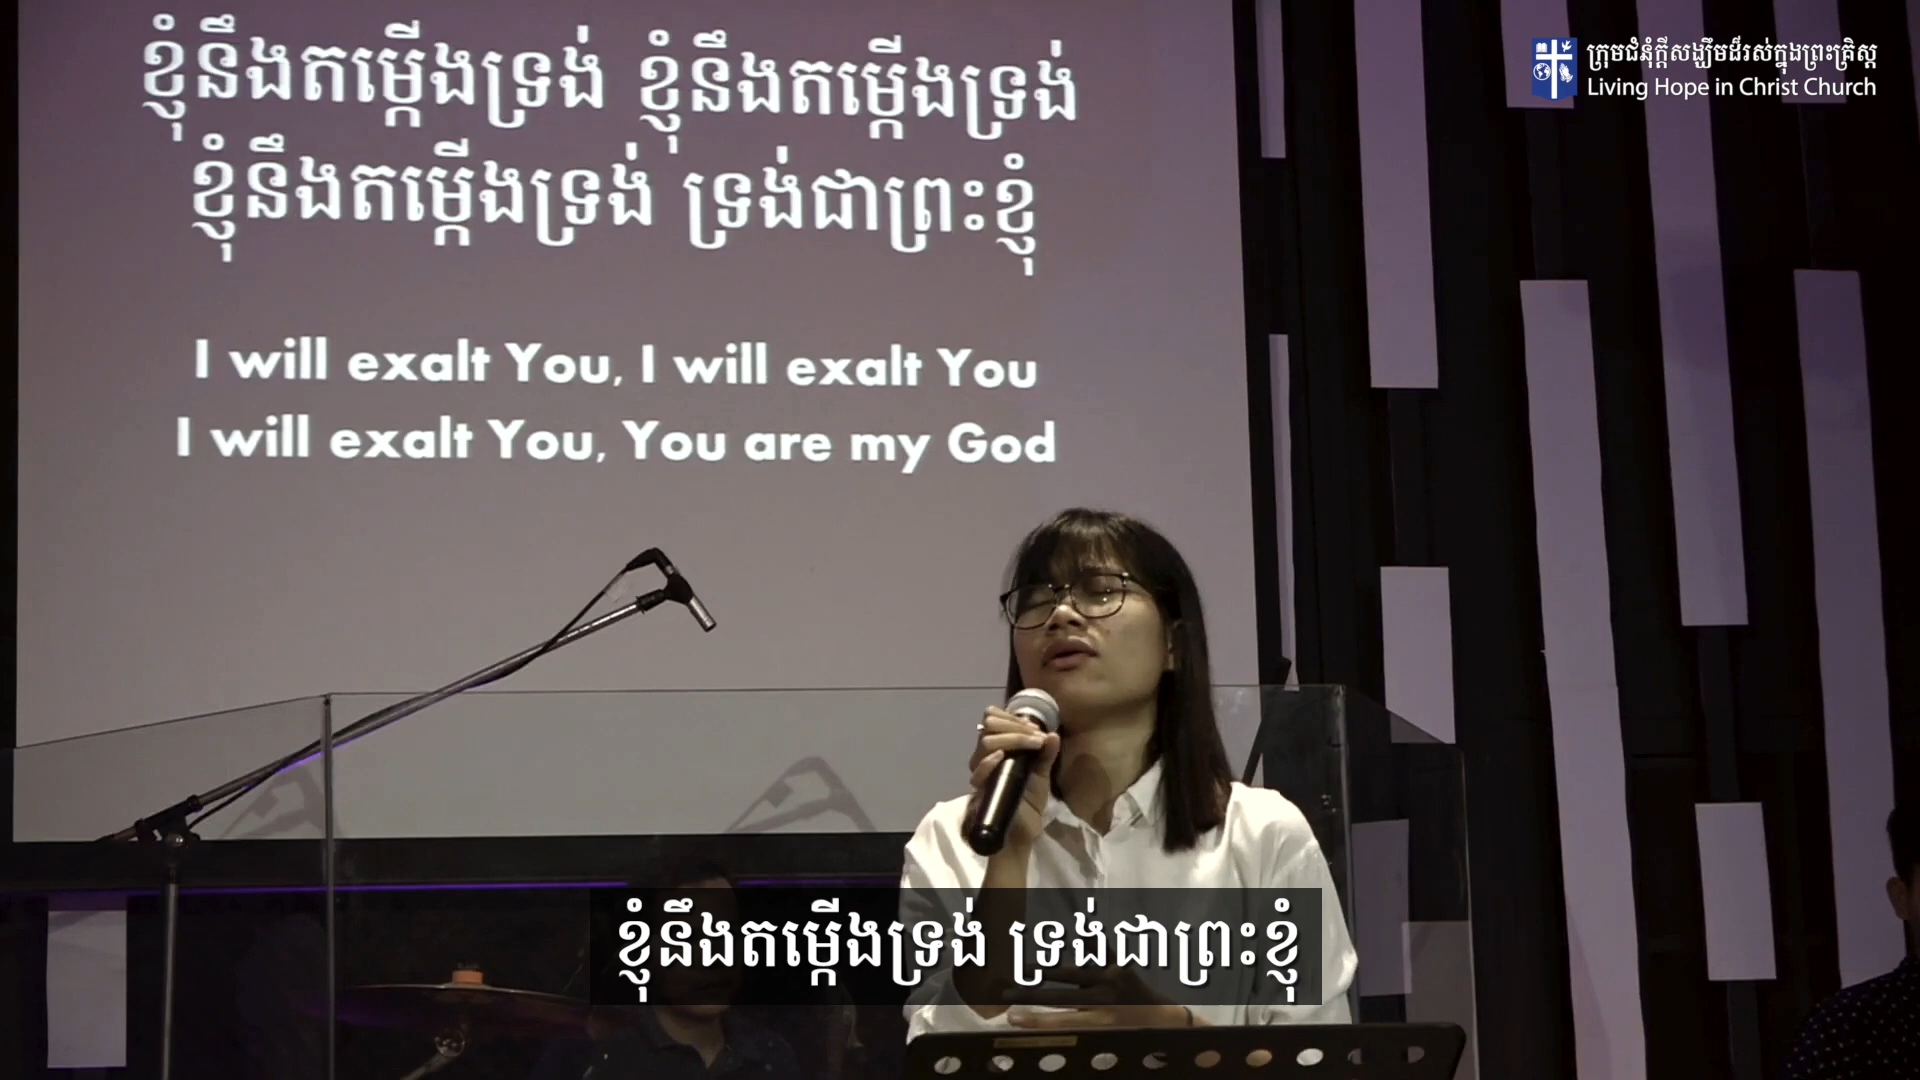 ខ្ញុំនឹងតម្កើងទ្រង់ ខ្ញុំនឹងតម្កើងទ្រង់
ខ្ញុំនឹងតម្កើងទ្រង់ ទ្រង់ជាព្រះខ្ញុំ
I will exalt You, I will exalt You
I will exalt You, You are my God
ក្រុមជំនុំក្ដីសង្ឃឹមដ៏រស់ក្នុងព្រះគ្រិស្ត
Living Hope in Christ Church
ខ្ញុំនឹងតម្កើងទ្រង់ ទ្រង់ជាព្រះខ្ញុំ